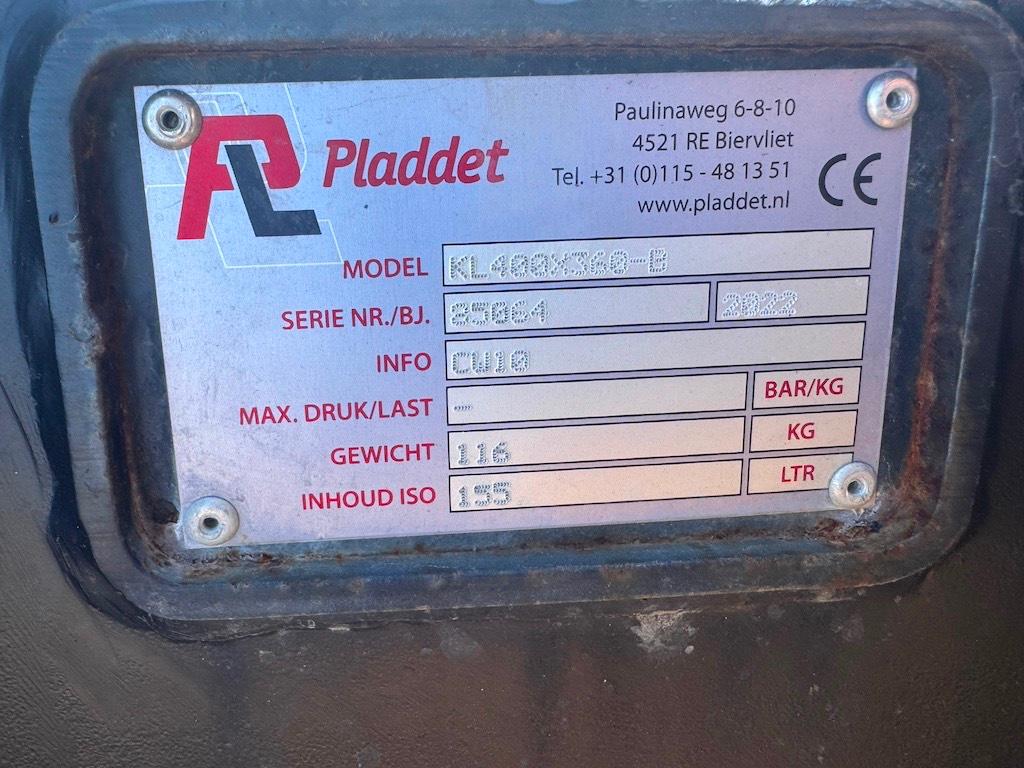 Pladdet
Paulinaweg 6-8-10
4521 RE Biervliet
Tel. +31 (0)115 - 48 13 51
www.pladdet.nl
CE
MODEL KL400X360-B
SERIE NR./BJ. 85064 2022
INFO CW10
MAX. DRUK/LAST — BAR/KG
GEWICHT 116 KG
INHOUD ISO 155 LTR